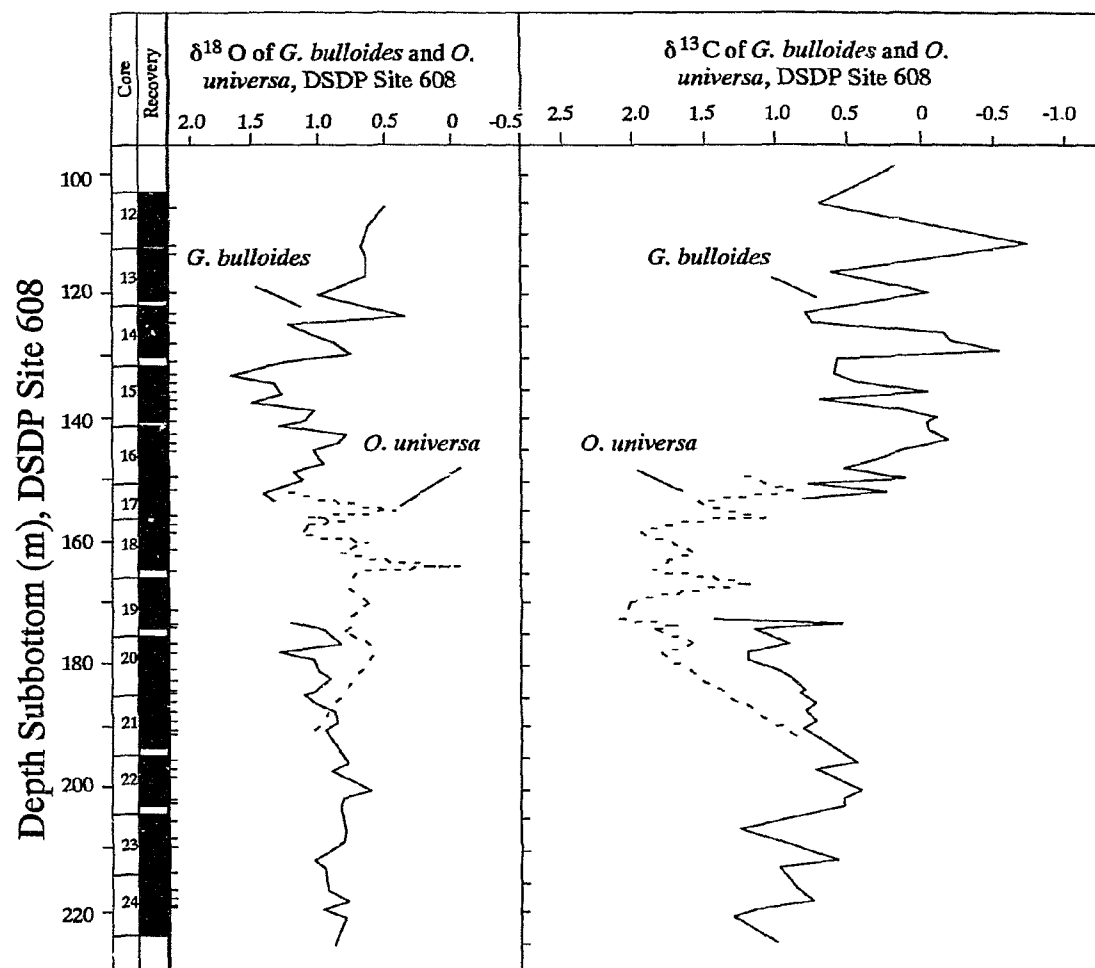 Core
Recovery
δ18 O of G. bulloides and O.
universa, DSDP Site 608
2.0 1.5 1.0 0.5 0 -0.5
δ13 C of G. bulloides and O.
universa, DSDP Site 608
2.5 2.0 1.5 1.0 0.5 0 -0.5 -1.0
Depth Subbottom (m), DSDP Site 608
100
120
140
160
180
200
220
12
13
14
15
16
17
18
19
20
21
22
23
24
G. bulloides
O. universa
G. bulloides
O. universa